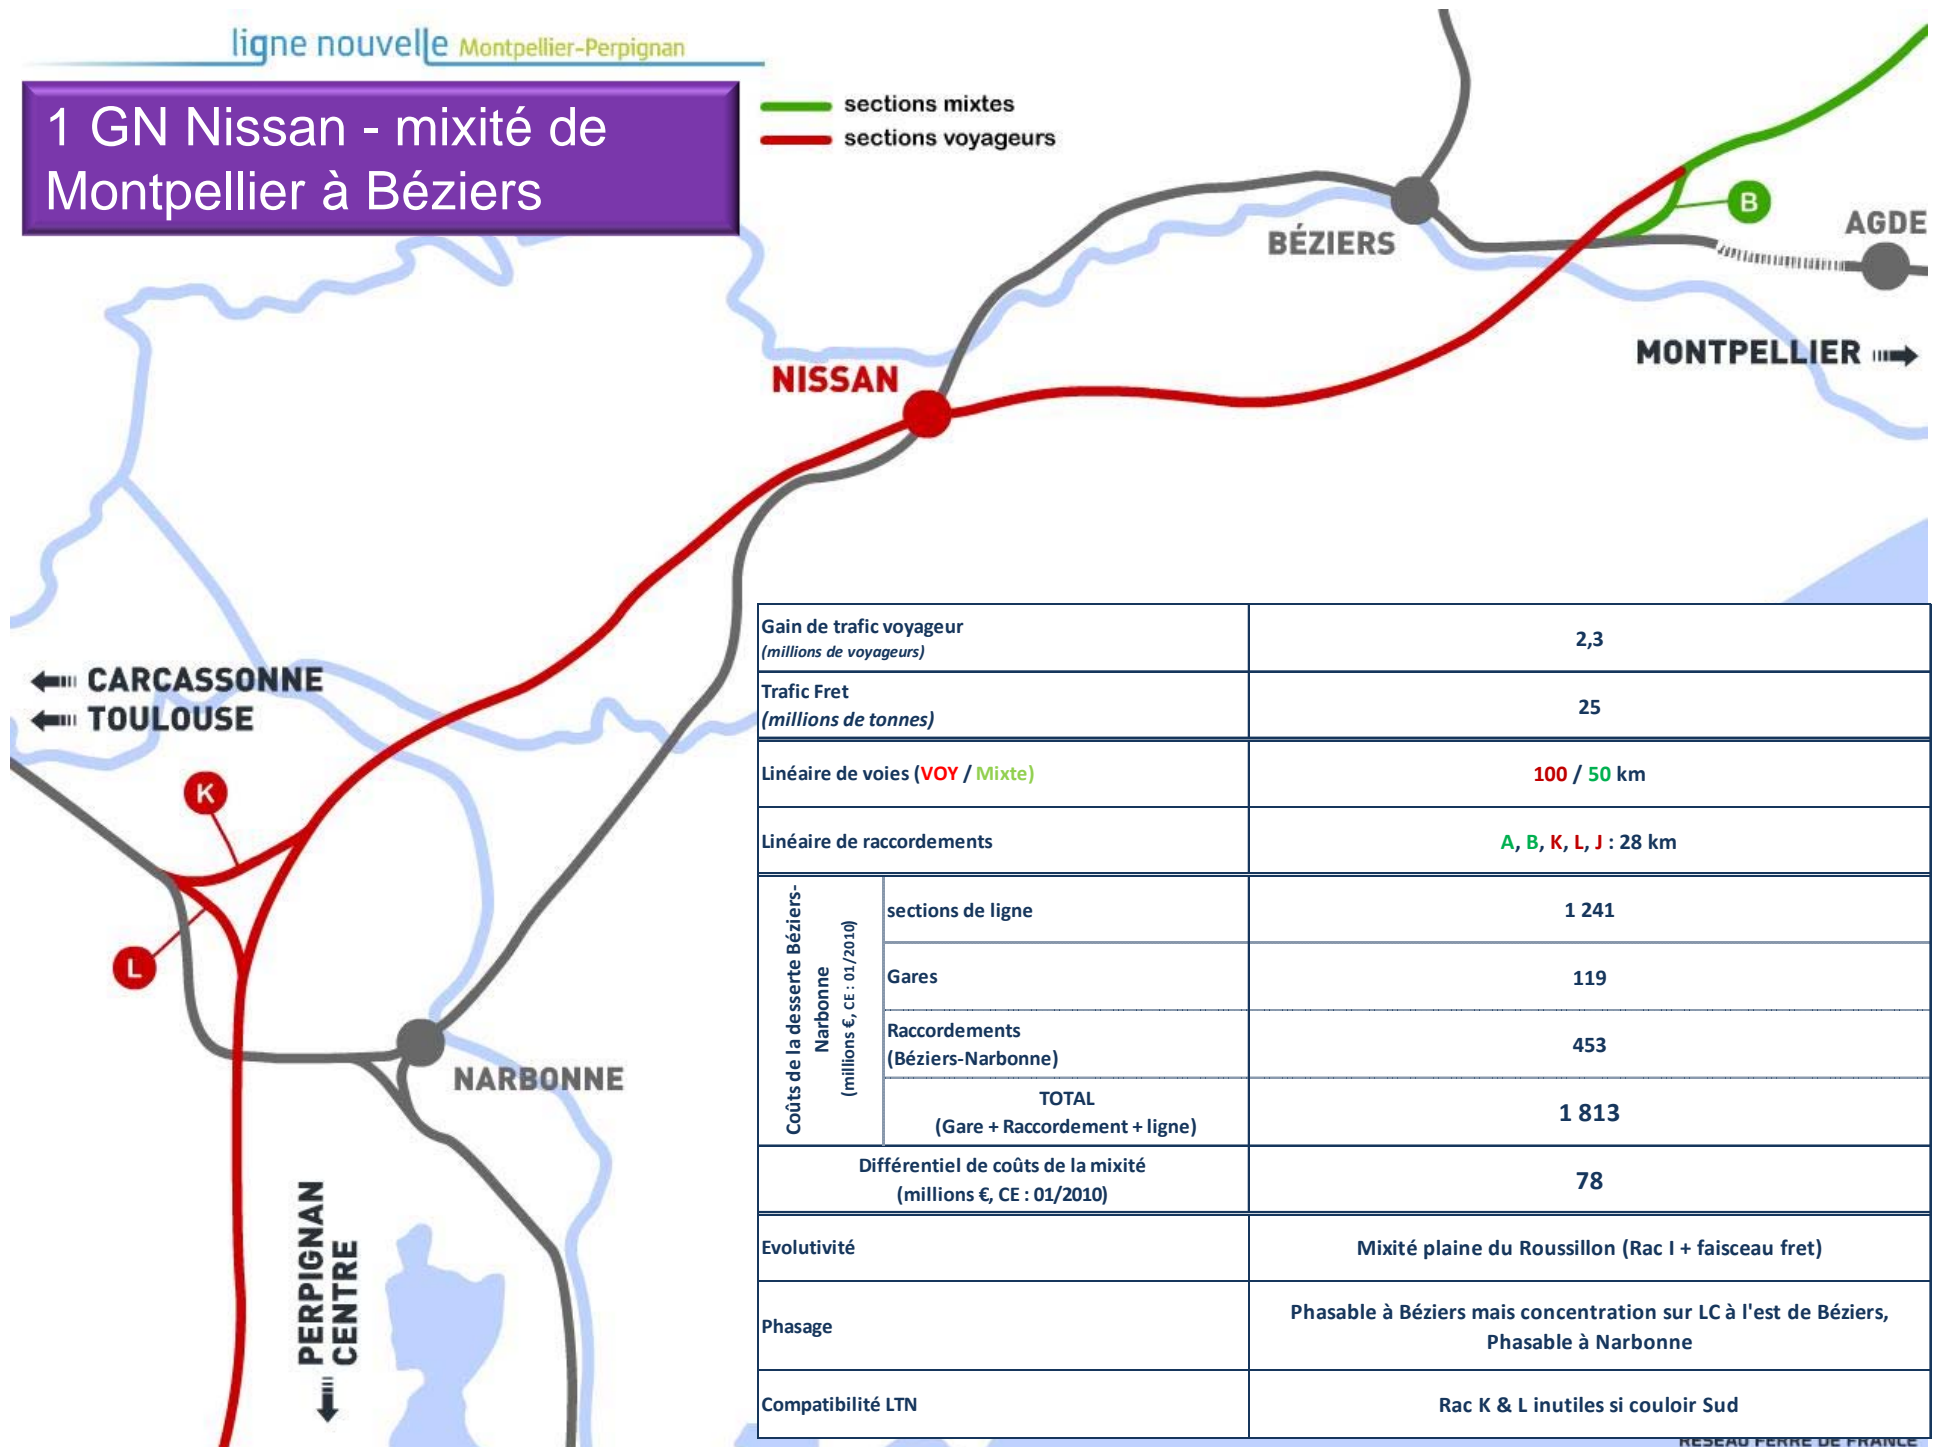 ligne nouvelle Montpellier-Perpignan
1 GN Nissan - mixité de
Montpellier à Béziers
sections mixtes
sections voyageurs
B
AGDE
BÉZIERS
MONTPELLIER
NISSAN
CARCASSONNE
TOULOUSE
K
L
NARBONNE
PERPIGNAN
CENTRE
Gain de trafic voyageur
(millions de voyageurs)
2,3
Trafic Fret
(millions de tonnes)
25
Linéaire de voies (VOY / Mixte)
100 / 50 km
Linéaire de raccordements
A, B, K, L, J : 28 km
Coûts de la desserte Béziers-
Narbonne
(millions €, CE : 01/2010)
sections de ligne
1 241
Gares
119
Raccordements
(Béziers-Narbonne)
453
TOTAL
(Gare + Raccordement + ligne)
1 813
Différentiel de coûts de la mixité
(millions €, CE : 01/2010)
78
Evolutivité
Mixité plaine du Roussillon (Rac I + faisceau fret)
Phasage
Phasable à Béziers mais concentration sur LC à l'est de Béziers,
Phasable à Narbonne
Compatibilité LTN
Rac K & L inutiles si couloir Sud
RESEAU FERRE DE FRANCE